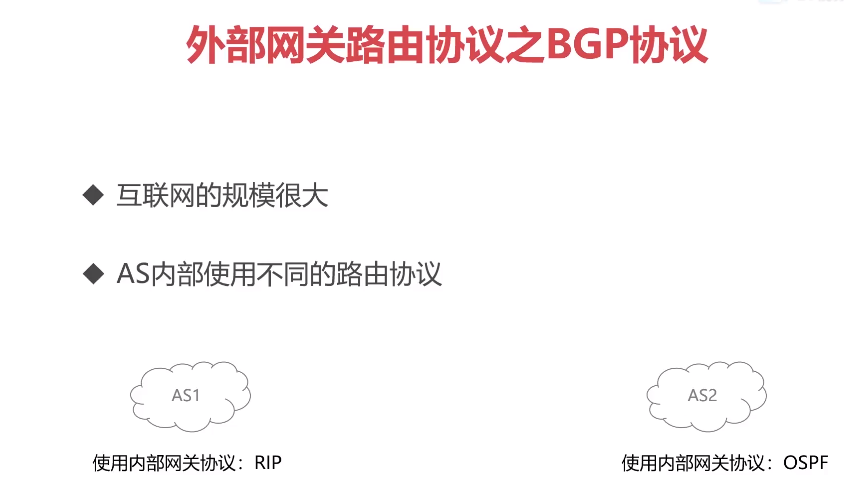 外部网关路由协议之BGP协议
◆ 互联网的规模很大
◆ AS内部使用不同的路由协议
AS1
AS2
使用内部网关协议：RIP
使用内部网关协议：OSPF